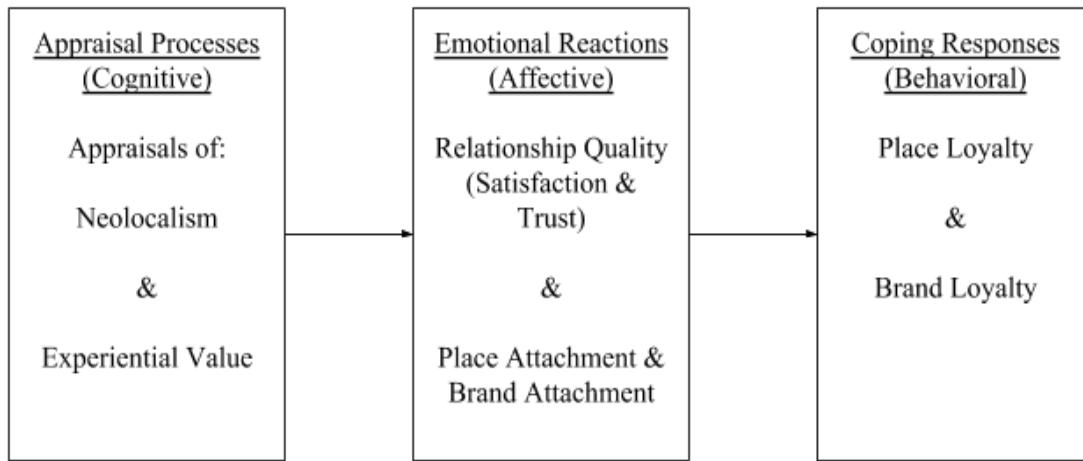 Appraisal Processes
(Cognitive)
Appraisals of:
Neolocalism
&
Experiential Value
Emotional Reactions
(Affective)
Relationship Quality
(Satisfaction &
Trust)
&
Place Attachment &
Brand Attachment
Coping Responses
(Behavioral)
Place Loyalty
&
Brand Loyalty